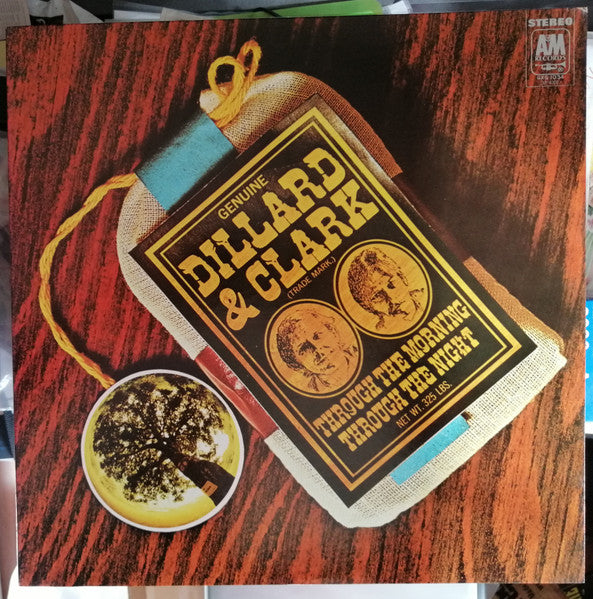 STEREO
A&M
RECORDS
GENUINE
DILLARD
& CLARK
(TRADE MARK)
THROUGH THE MORNING
THROUGH THE NIGHT
NET WT. 325 LBS.